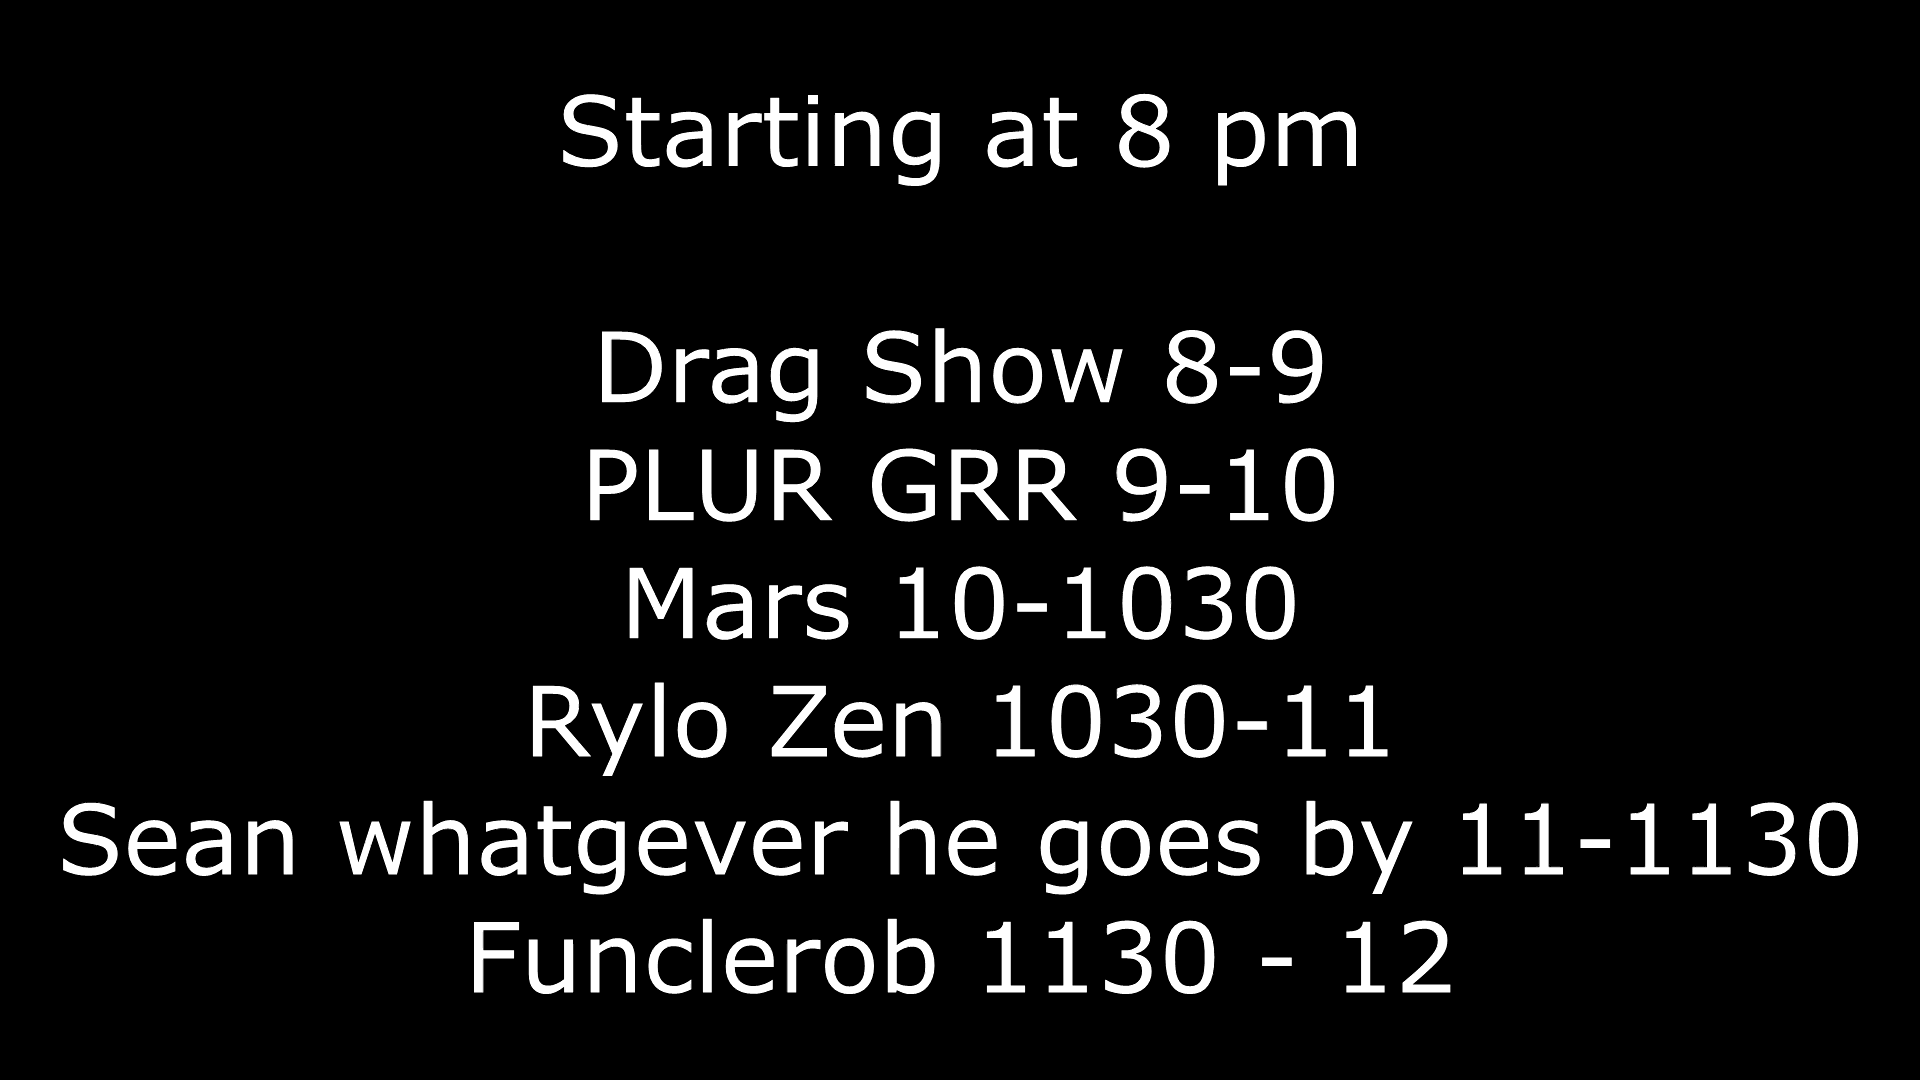 Starting at 8 pm
Drag Show 8-9
PLUR GRR 9-10
Mars 10-1030
Rylo Zen 1030-11
Sean whatgever he goes by 11-1130
Funclerob 1130 - 12